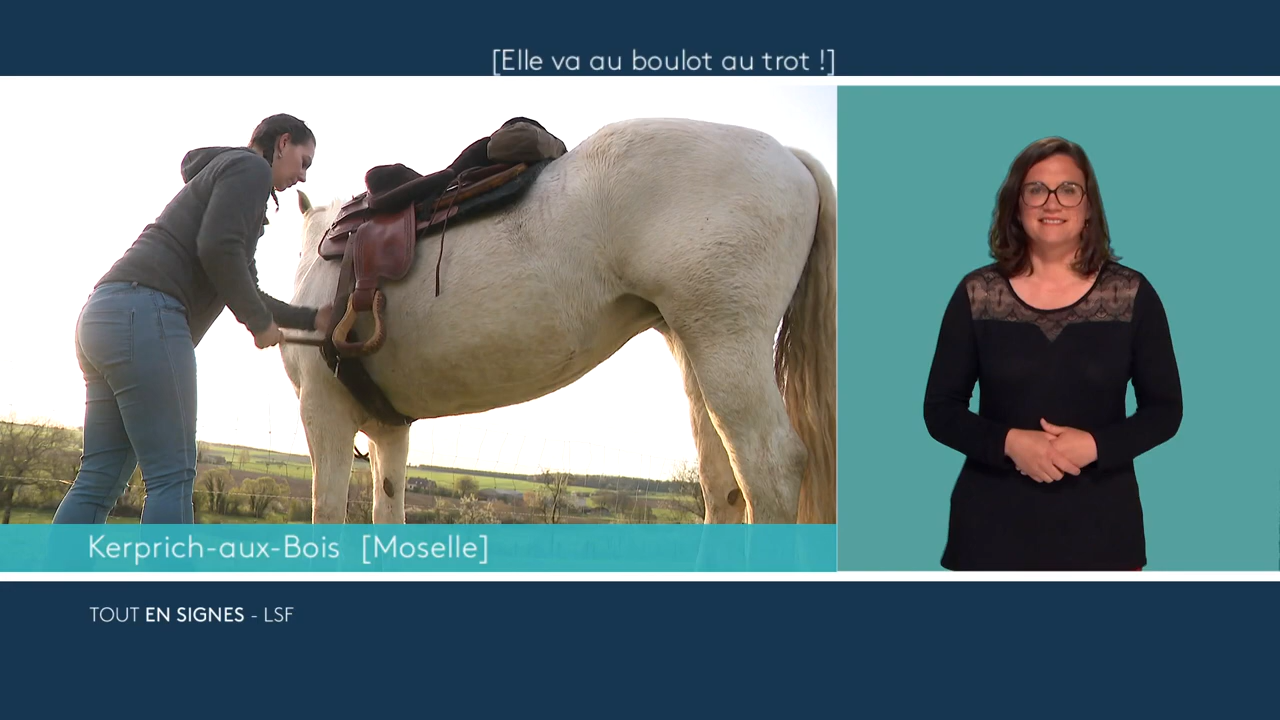 [Elle va au boulot au trot !]
Kerprich-aux-Bois [Moselle]
TOUT EN SIGNES - LSF